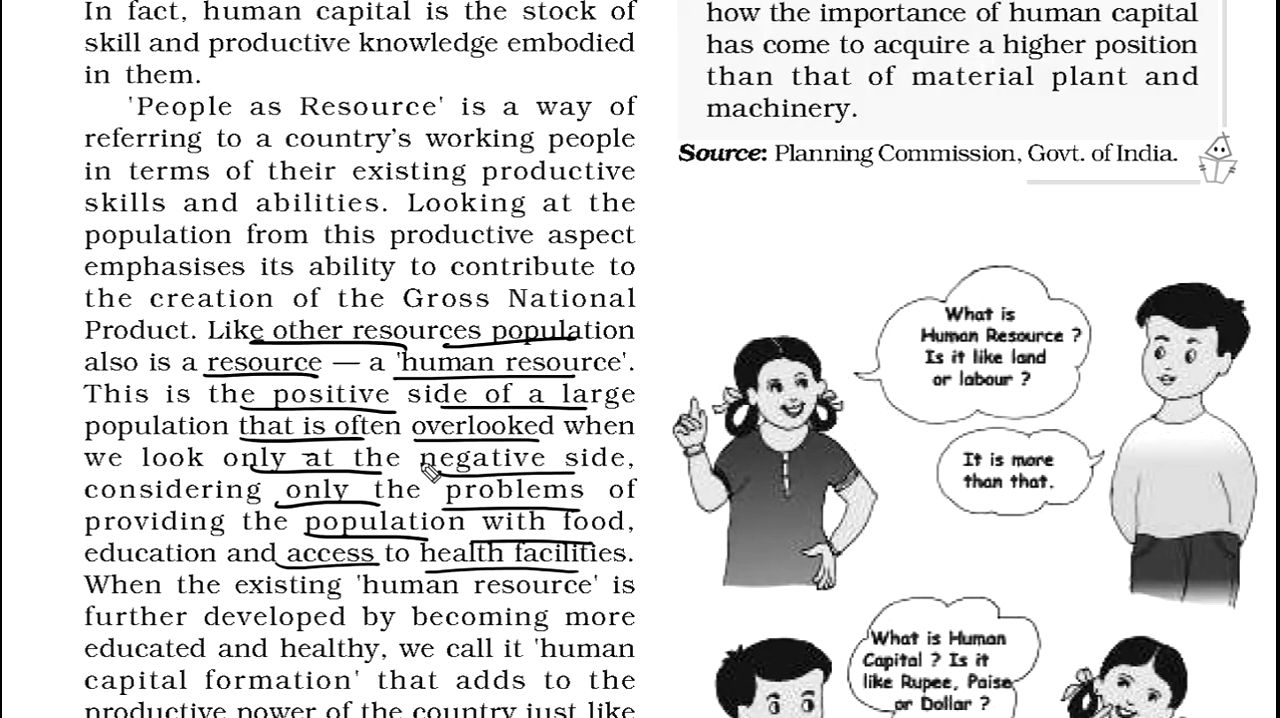 In fact, human capital is the stock of
skill and productive knowledge embodied
in them.
'People as Resource' is a way of
referring to a country's working people
in terms of their existing productive
skills and abilities. Looking at the
population from this productive aspect
emphasises its ability to contribute to
the creation of the Gross National
Product. Like other resources population
also is a resource — a 'human resource'.
This is the positive side of a large
population that is often overlooked when
we look only at the negative side,
considering only the problems of
providing the population with food,
education and access to health facilities.
When the existing 'human resource' is
further developed by becoming more
educated and healthy, we call it 'human
capital formation' that adds to the
productive power of the country just like
how the importance of human capital
has come to acquire a higher position
than that of material plant and
machinery.
Source: Planning Commission, Govt. of India.
What is
Human Resource ?
Is it like land
or labour ?
It is more
than that.
What is Human
Capital ? Is it
like Rupee, Paise
or Dollar ?